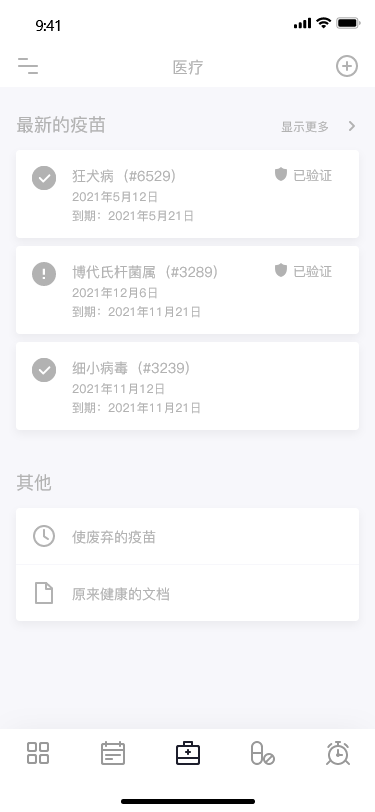 9:41
医疗
最新的疫苗
显示更多
狂犬病（#6529）
已验证
2021年5月12日
到期：2021年5月21日
博代氏杆菌属（#3289）
已验证
2021年12月6日
到期：2021年11月21日
细小病毒（#3239）
2021年11月12日
到期：2021年11月21日
其他
使废弃的疫苗
原来健康的文档